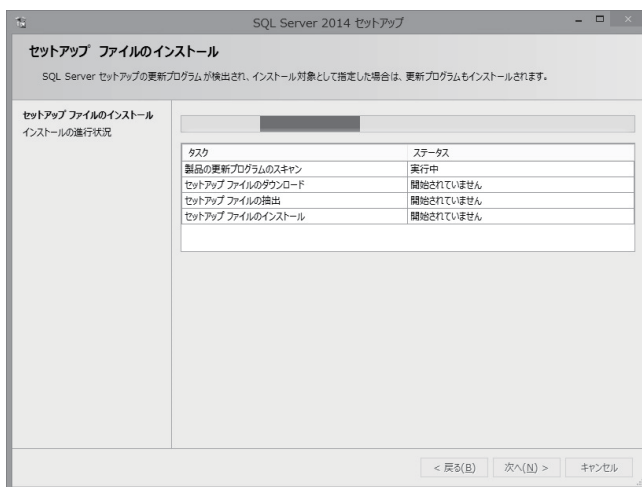 SQL Server 2014 セットアップ
セットアップ ファイルのインストール
SQL Server セットアップの更新プログラムが検出され、インストール対象として指定した場合は、更新プログラムもインストールされます。
セットアップ ファイルのインストール
インストールの進行状況
タスク ステータス
製品の更新プログラムのスキャン 実行中
セットアップ ファイルのダウンロード 開始されていません
セットアップ ファイルの抽出 開始されていません
セットアップ ファイルのインストール 開始されていません
< 戻る(B) 次へ(N) > キャンセル